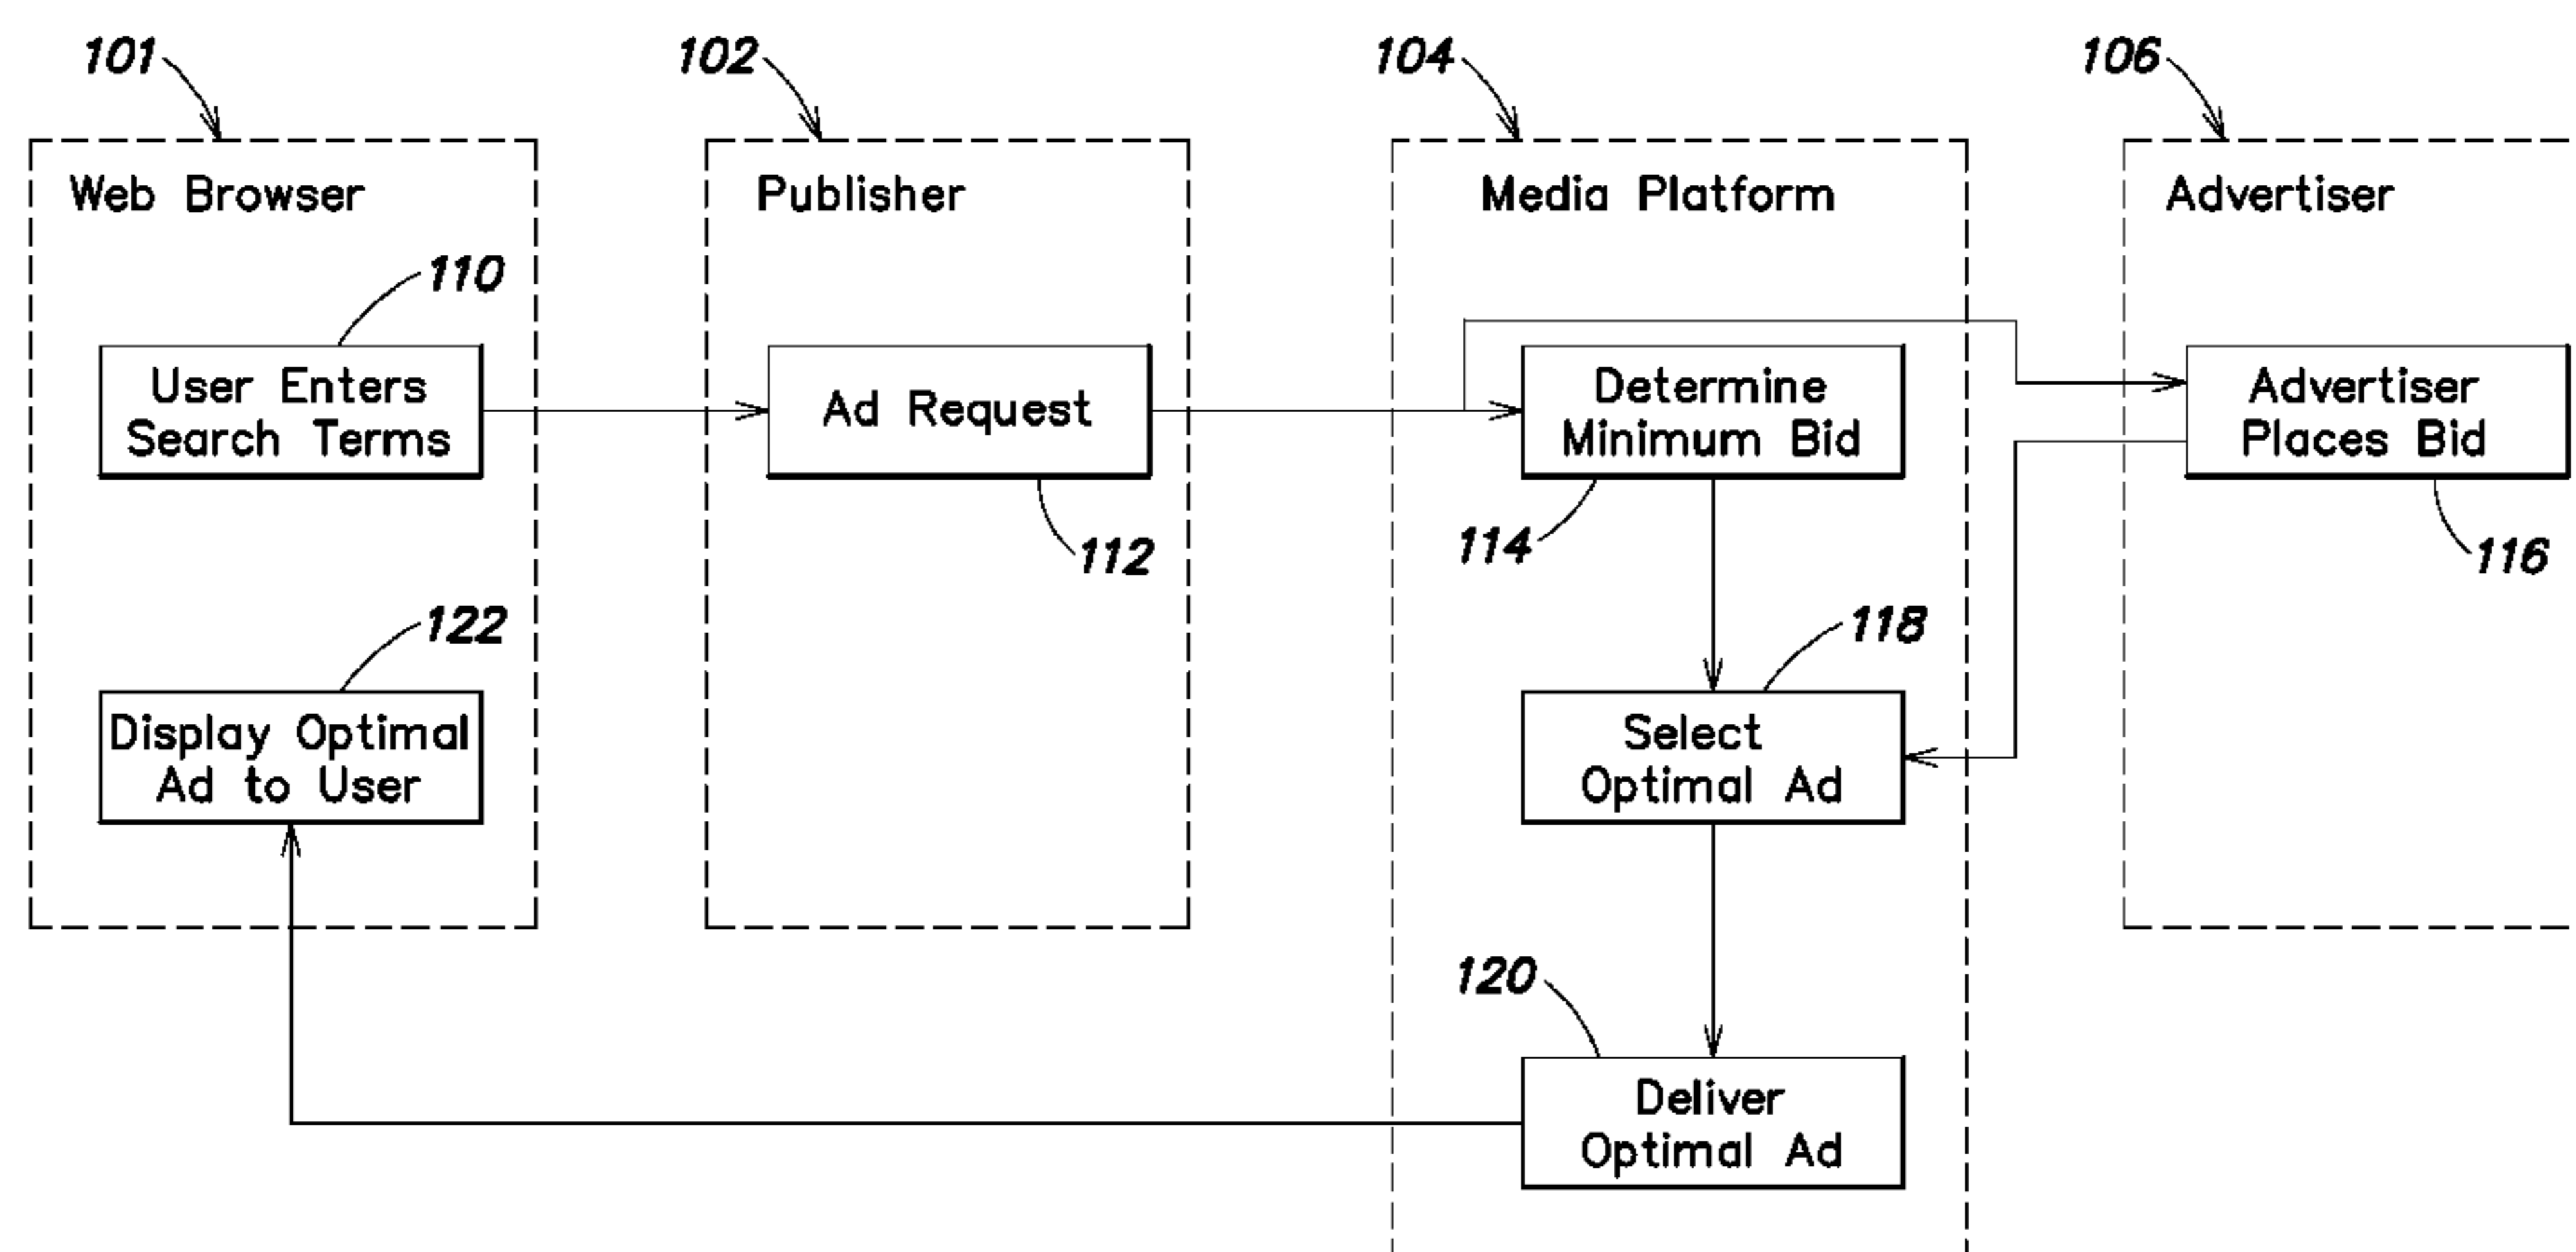 101
102
104
106
Web Browser
Publisher
Media Platform
Advertiser
110
User Enters
Search Terms
Ad Request
Determine
Minimum Bid
Advertiser
Places Bid
112
114
116
122
118
Display Optimal
Ad to User
Select
Optimal Ad
120
Deliver
Optimal Ad